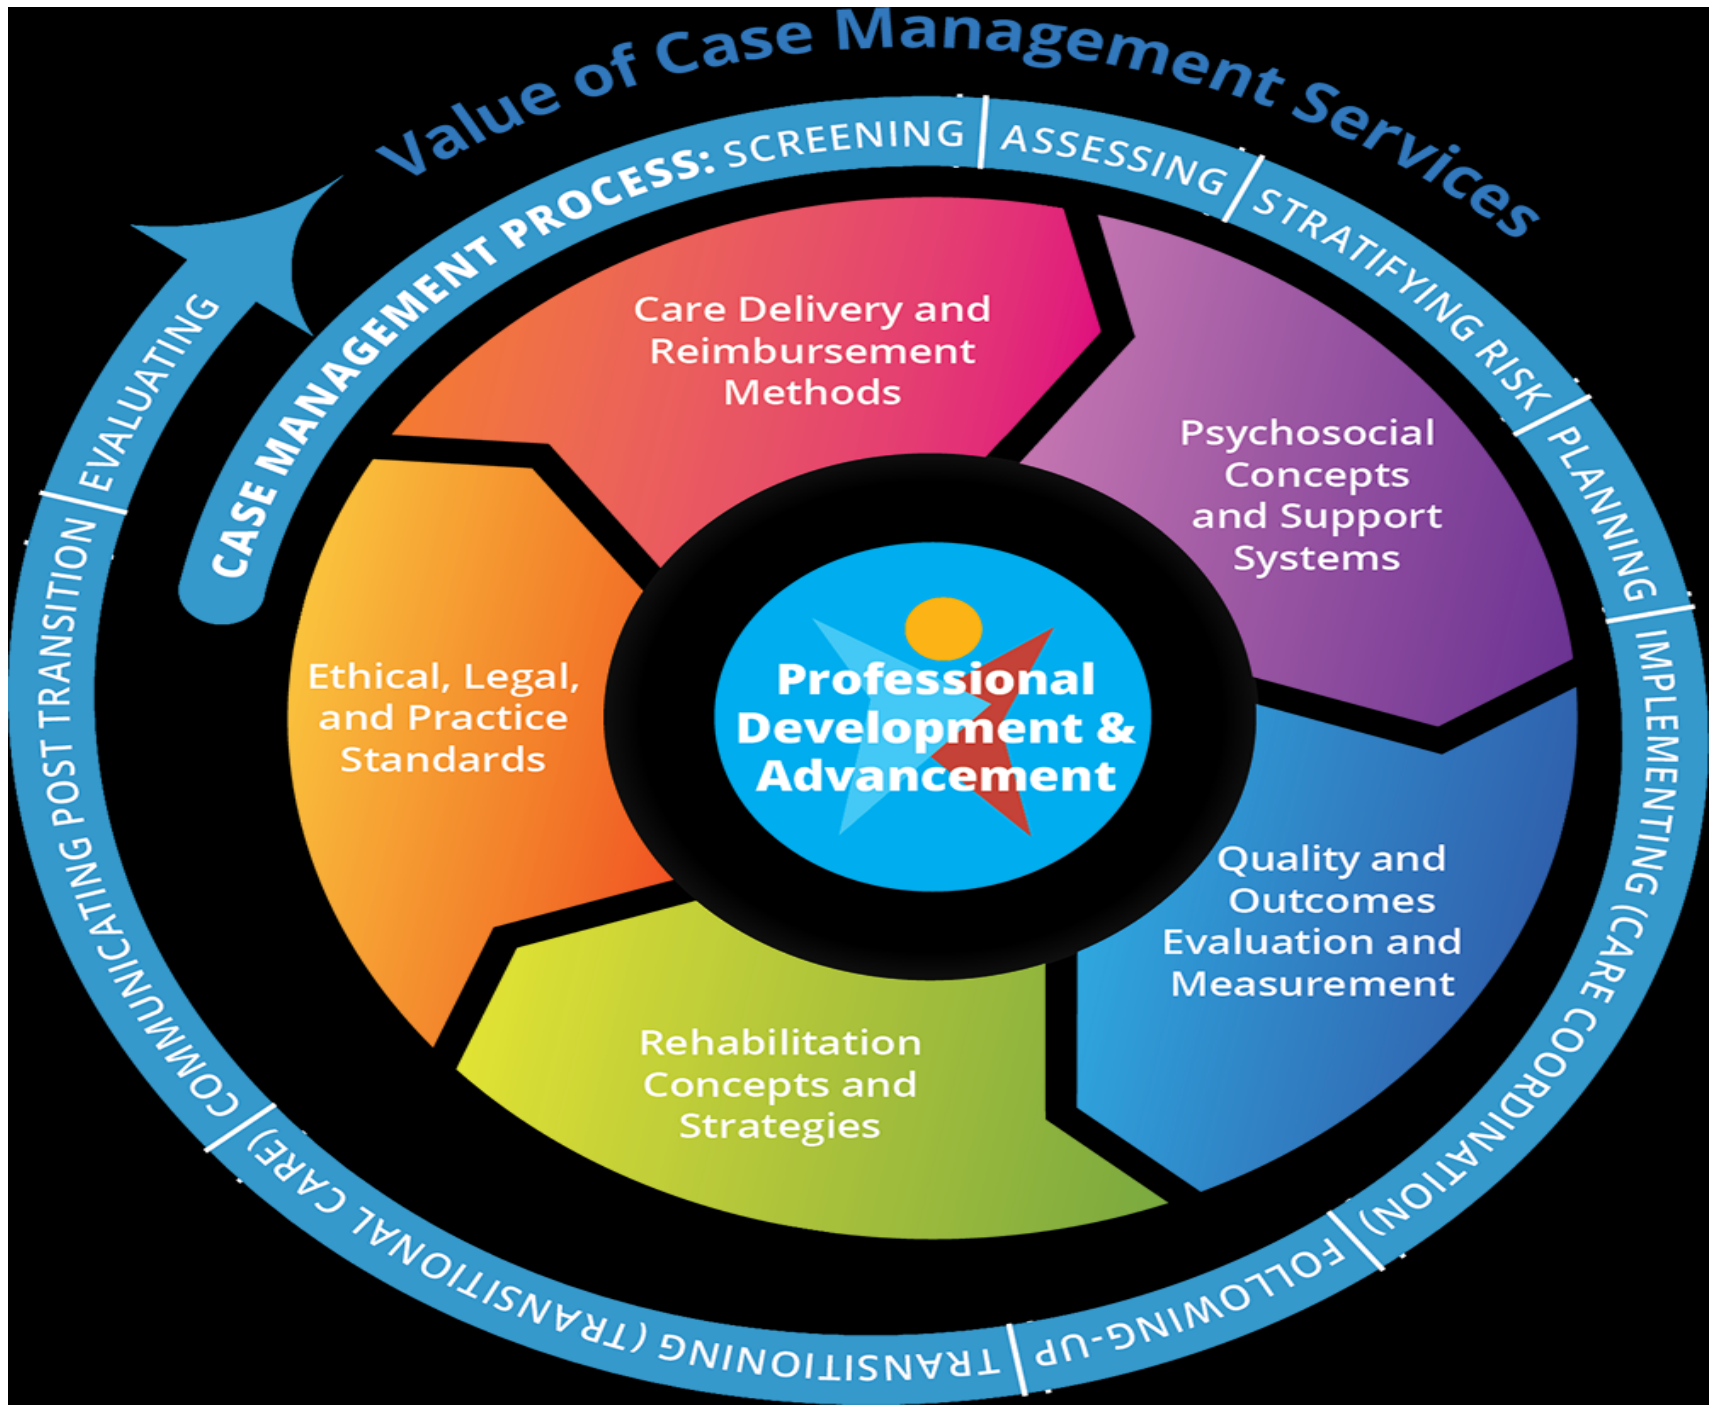 Value of Case Management Services
CASE MANAGEMENT PROCESS: SCREENING | ASSESSING | STRATIFYING RISK | PLANNING | IMPLEMENTING (CARE COORDINATION) | FOLLOWING-UP | TRANSITIONING (TRANSITIONAL CARE) | COMMUNICATING POST TRANSITION | EVALUATING
Care Delivery and
Reimbursement
Methods
Psychosocial
Concepts
and Support
Systems
Quality and
Outcomes
Evaluation and
Measurement
Rehabilitation
Concepts and
Strategies
Ethical, Legal,
and Practice
Standards
Professional
Development &
Advancement